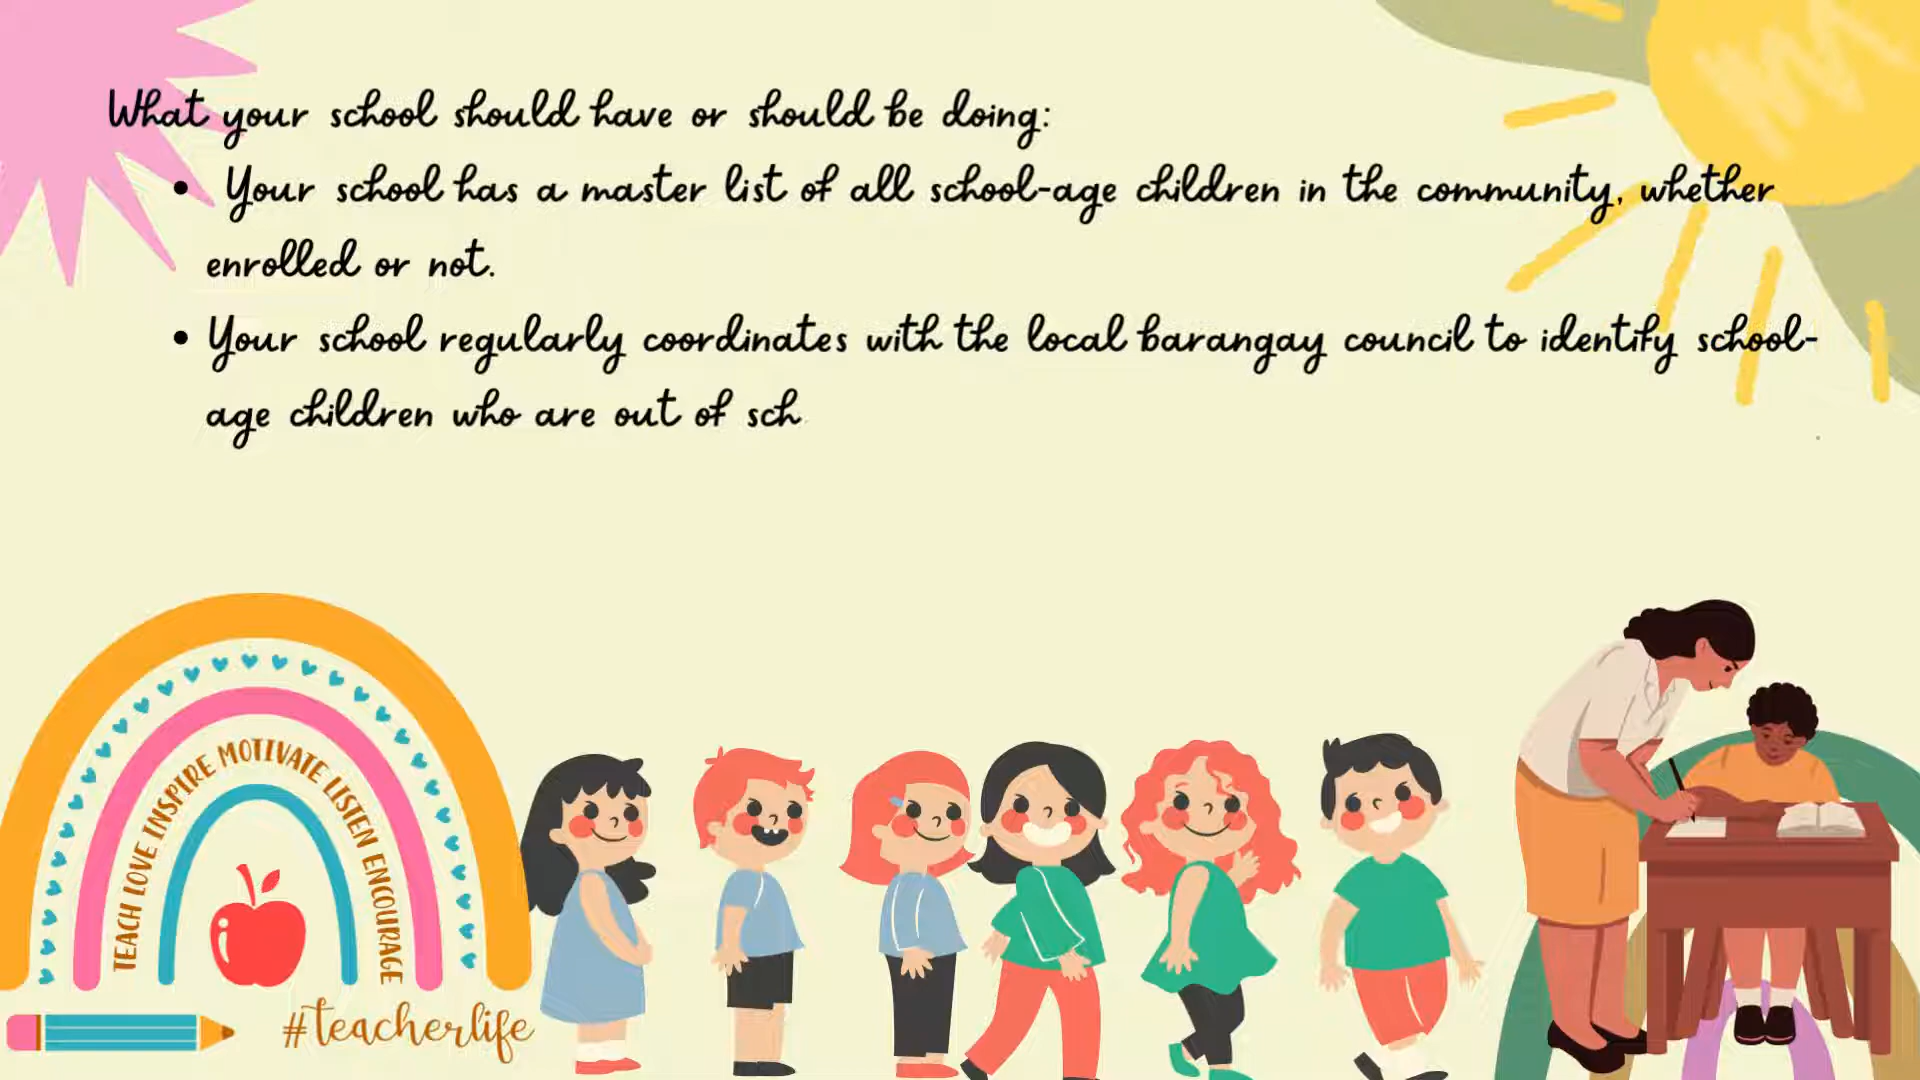 What your school should have or should be doing:
• Your school has a master list of all school-age children in the community, whether
enrolled or not.
• Your school regularly coordinates with the local barangay council to identify school-
age children who are out of sch
TEACH LOVE INSPIRE MOTIVATE LISTEN ENCOURAGE
#teacherlife